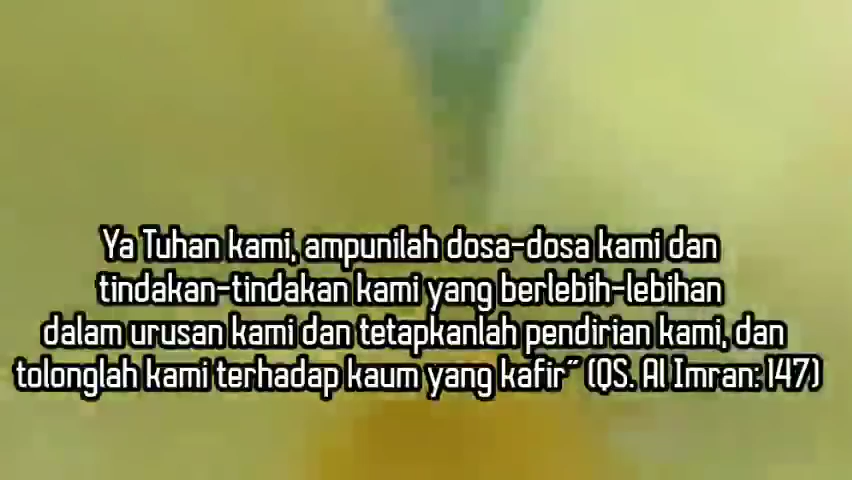 Ya Tuhan kami, ampunilah dosa-dosa kami dan
tindakan-tindakan kami yang berlebih-lebihan
dalam urusan kami dan tetapkanlah pendirian kami, dan
tolonglah kami terhadap kaum yang kafir" (QS. Al Imran: 147)